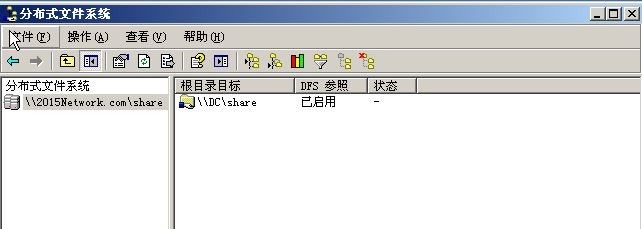 分布式文件系统
文件(F) 操作(A) 查看(V) 帮助(H)
分布式文件系统
\\2015Network.com\share
根目录目标 DFS 参照 状态
\\DC\share 已启用 -